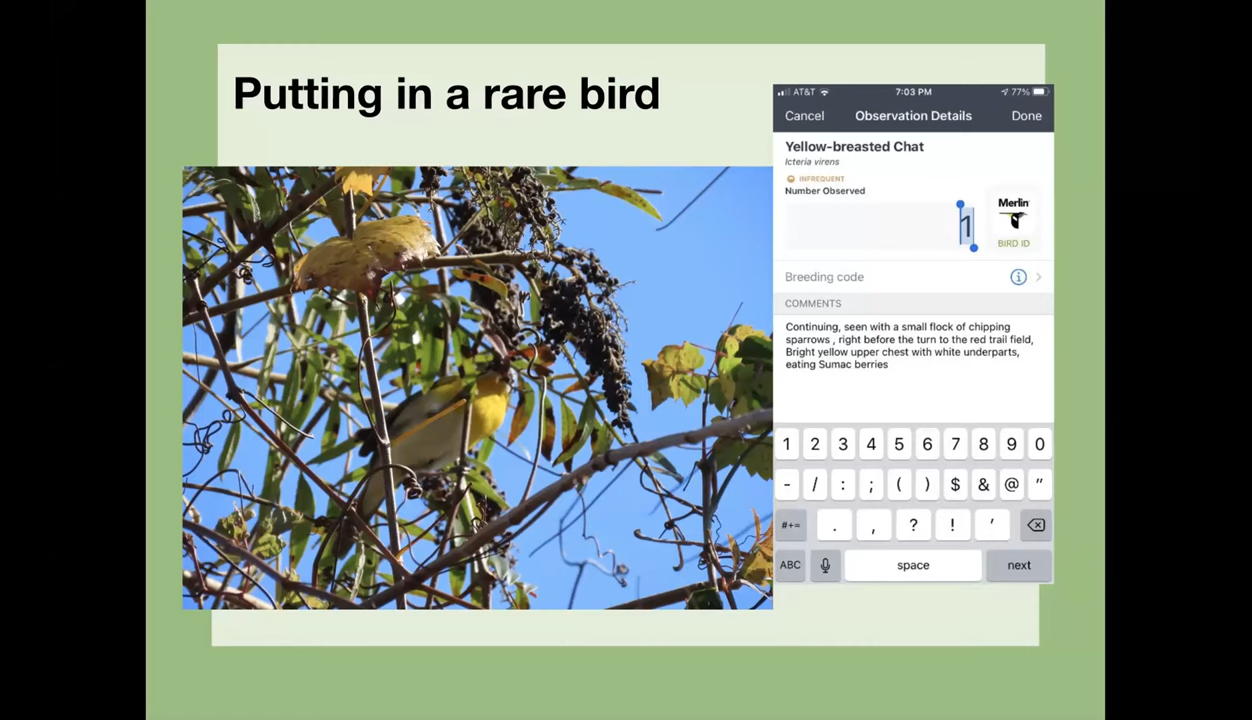 Putting in a rare bird
AT&T 7:03 PM 77%
Cancel Observation Details Done
Yellow-breasted Chat
Icteria virens
INFREQUENT
Number Observed
1
Merlin
BIRD ID
Breeding code
COMMENTS
Continuing, seen with a small flock of chipping
sparrows , right before the turn to the red trail field,
Bright yellow upper chest with white underparts,
eating Sumac berries
1 2 3 4 5 6 7 8 9 0
- / : ; ( ) $ & @ "
#+= . , ? ! '
ABC space next